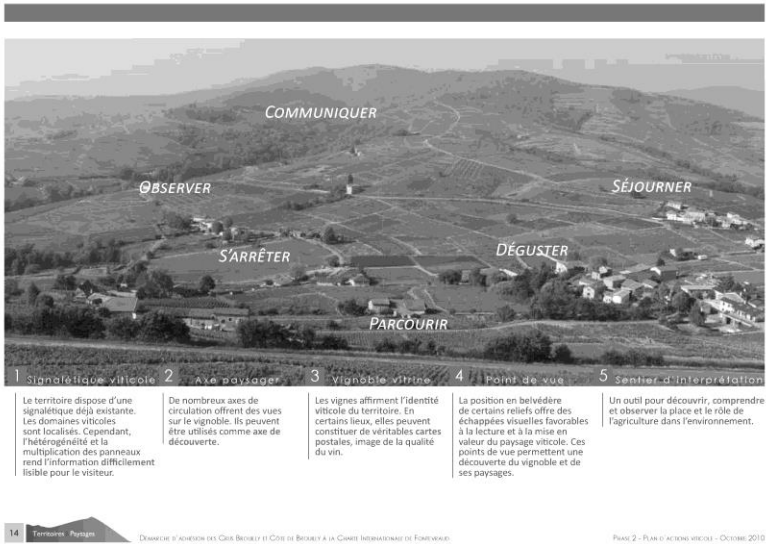 COMMUNIQUER
OBSERVER
SÉJOURNER
S'ARRÊTER
DÉGUSTER
PARCOURIR
1 Signalétique viticole
Le territoire dispose d'une
signalétique déjà existante.
Les domaines viticoles
sont localisés. Cependant,
l'hétérogénéité et la
multiplication des panneaux
rend l'information difficilement
lisible pour le visiteur.
2 Axe paysager
De nombreux axes de
circulation offrent des vues
sur le vignoble. Ils peuvent
être utilisés comme axe de
découverte.
3 Vignoble vitrine
Les vignes affirment l'identité
viticole du territoire. En
certains lieux, elles peuvent
constituer de véritables cartes
postales, image de la qualité
du vin.
4 Point de vue
La position en belvédère
de certains reliefs offre des
échappées visuelles favorables
à la lecture et à la mise en
valeur du paysage viticole. Ces
points de vue permettent une
découverte du vignoble et de
ses paysages.
5 Sentier d'interprétation
Un outil pour découvrir, comprendre
et observer la place et le rôle de
l'agriculture dans l'environnement.
14
Territoires Paysages
DÉMARCHE D'ADHÉSION DES CRUS BROUILLY ET CÔTE DE BROUILLY À LA CHARTE INTERNATIONALE DE FONTEVRAUD
PHASE 2 - PLAN D'ACTIONS VITICOLE - OCTOBRE 2010